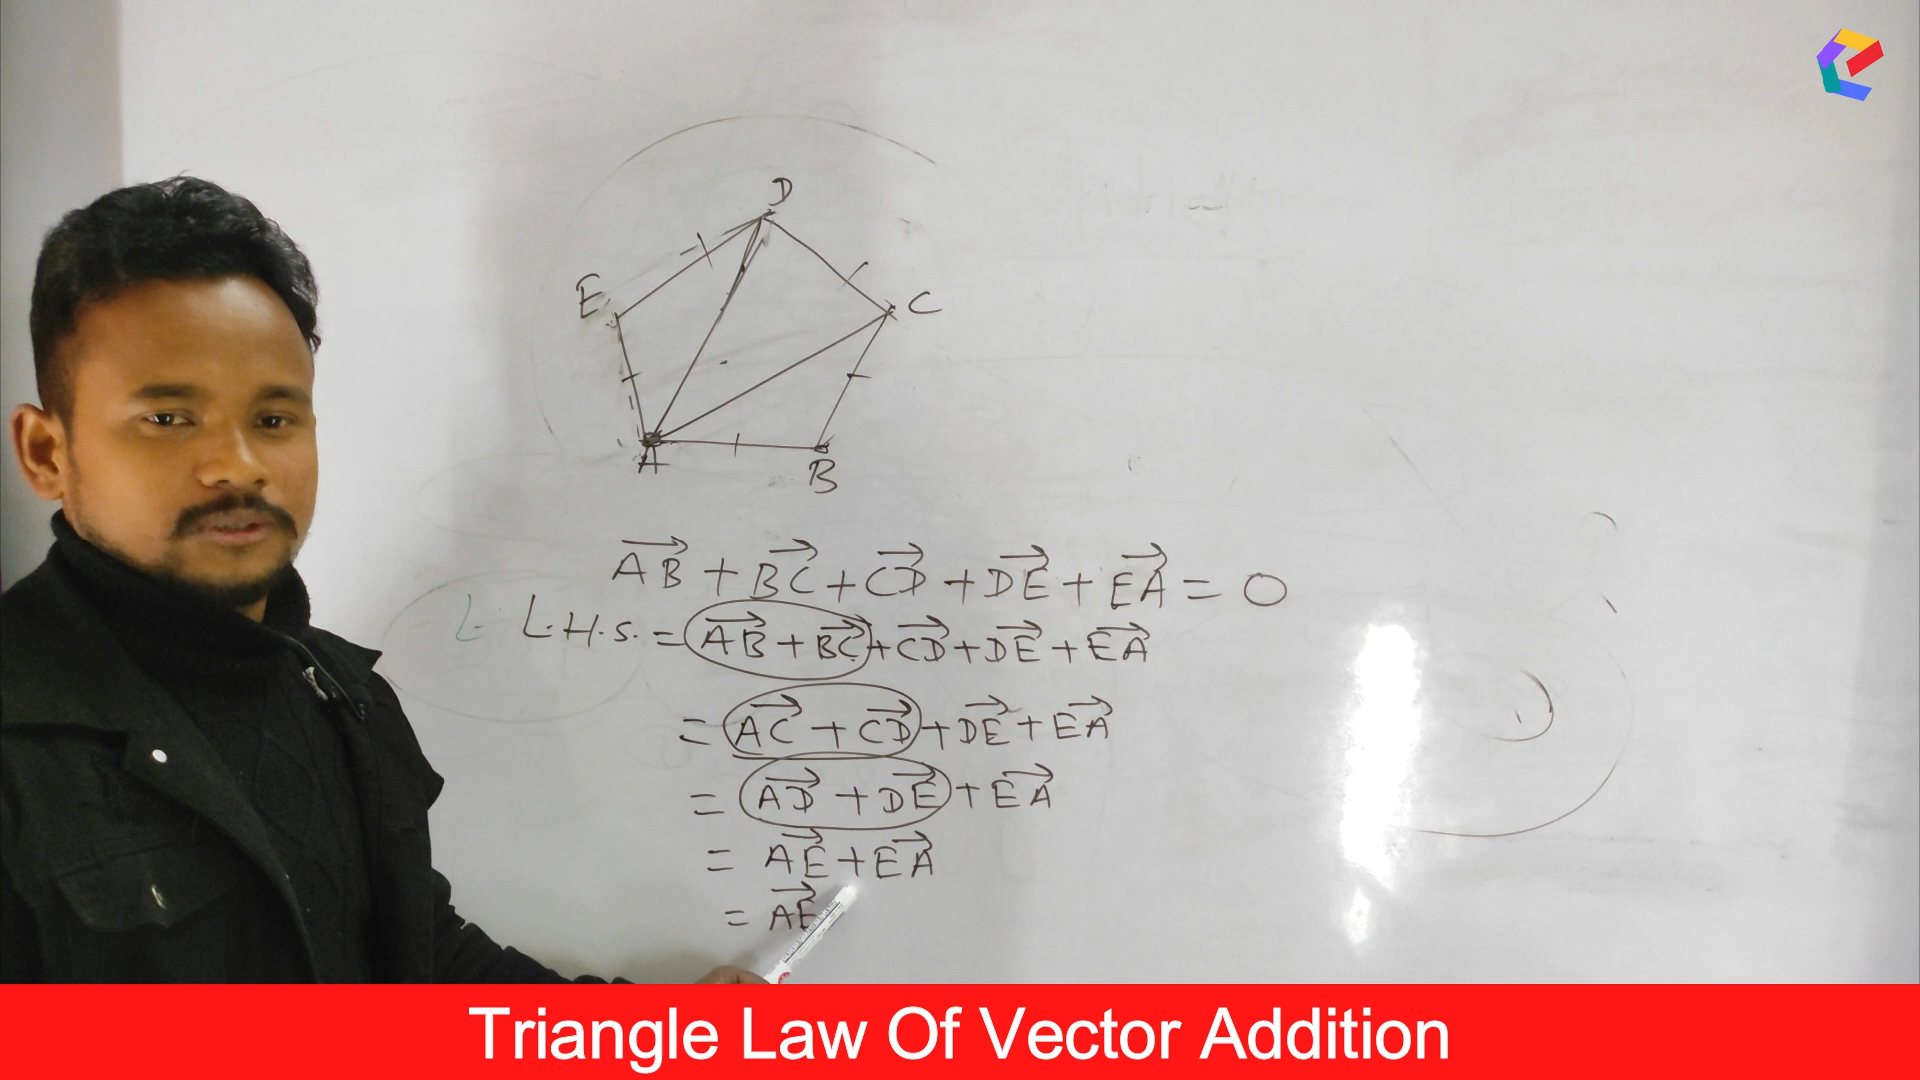 D
E
C
A
B
AB + BC + CD + DE + EA = 0
L.H.S. = AB + BC + CD + DE + EA
= AC + CD + DE + EA
= AD + DE + EA
= AE + EA
= AE
Triangle Law Of Vector Addition